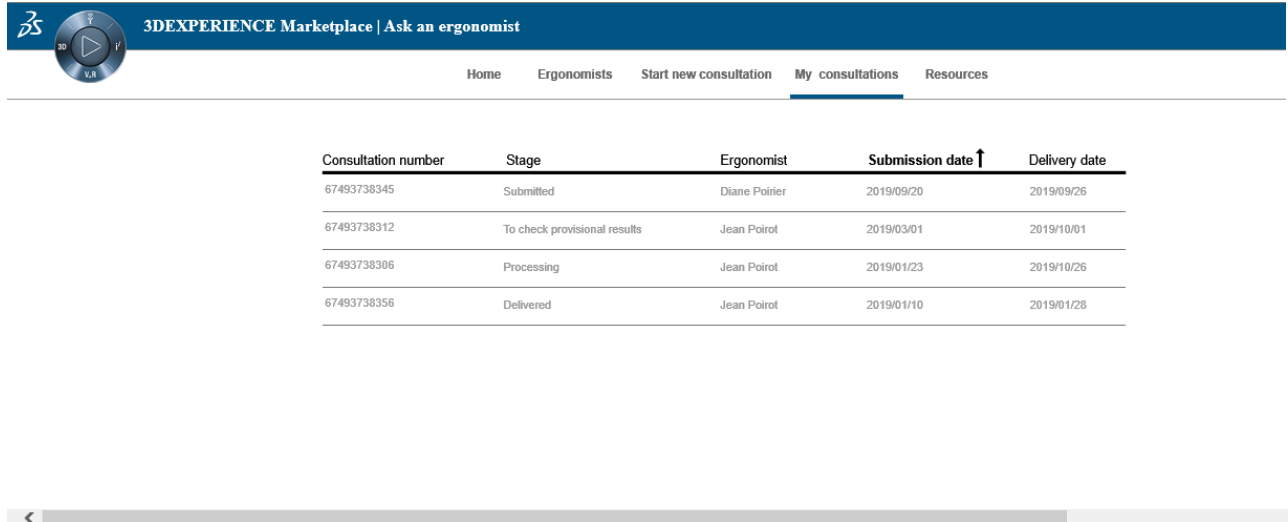 3DS 3DEXPERIENCE Marketplace | Ask an ergonomist
3D i² V,R
Home Ergonomists Start new consultation My consultations Resources
Consultation number Stage Ergonomist Submission date Delivery date
67493738345 Submitted Diane Poirier 2019/09/20 2019/09/26
67493738312 To check provisional results Jean Poirot 2019/03/01 2019/10/01
67493738306 Processing Jean Poirot 2019/01/23 2019/10/26
67493738356 Delivered Jean Poirot 2019/01/10 2019/01/28